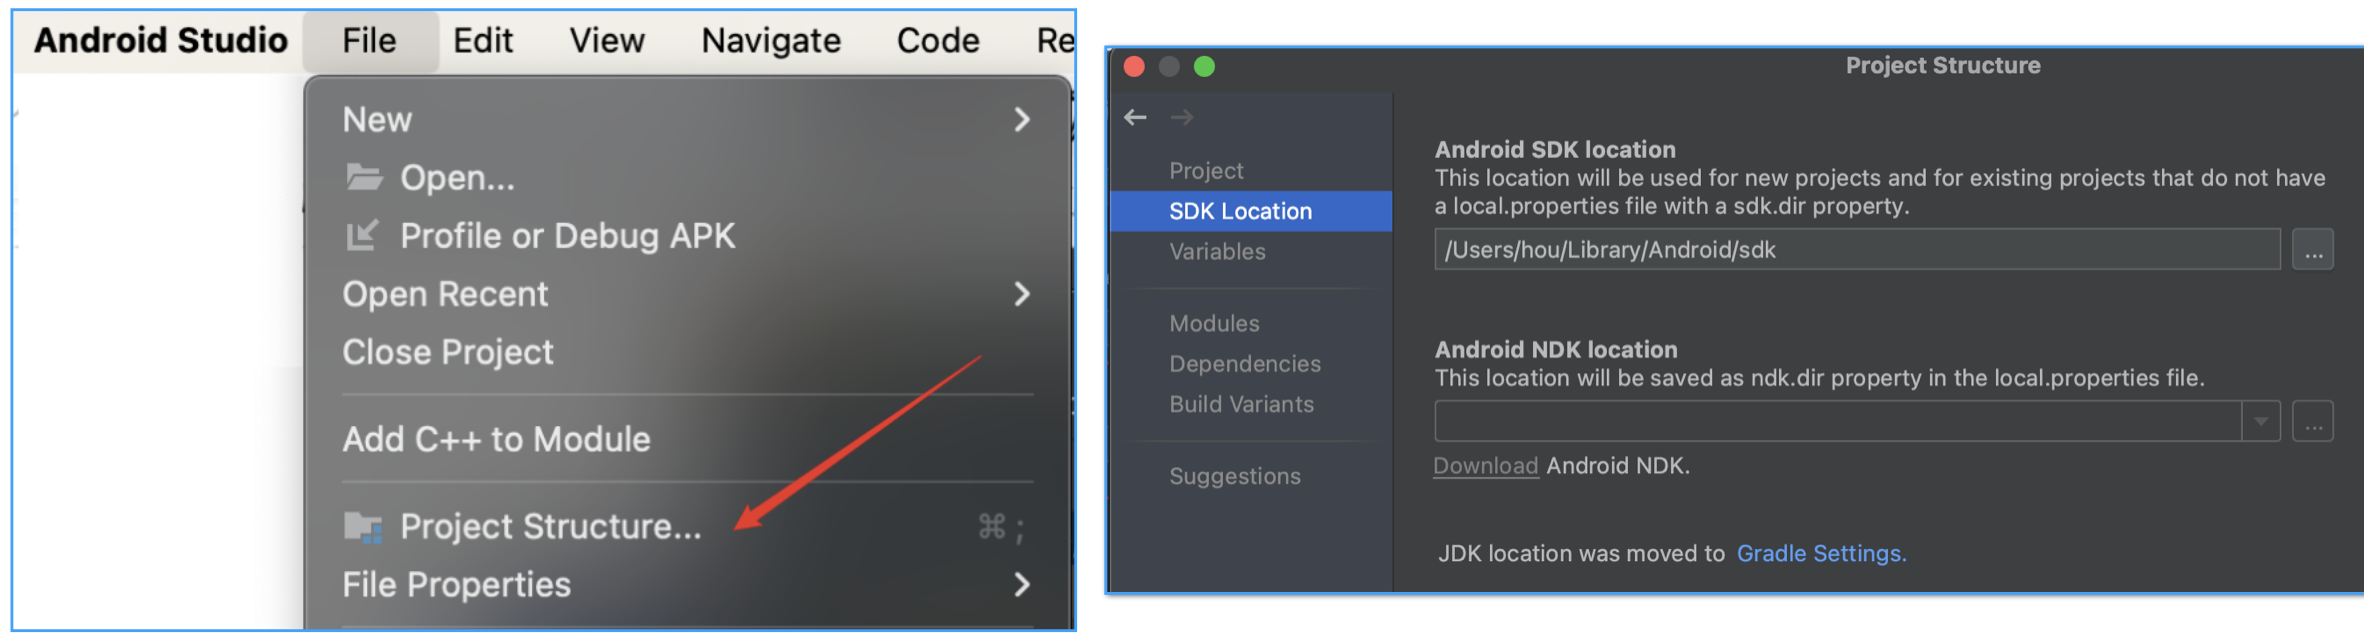 Android Studio File Edit View Navigate Code Re
New
Open...
Profile or Debug APK
Open Recent
Close Project
Add C++ to Module
Project Structure... ⌘ ;
File Properties
Project Structure
Project
SDK Location
Variables
Modules
Dependencies
Build Variants
Suggestions
Android SDK location
This location will be used for new projects and for existing projects that do not have
a local.properties file with a sdk.dir property.
/Users/hou/Library/Android/sdk
...
Android NDK location
This location will be saved as ndk.dir property in the local.properties file.
...
Download Android NDK.
JDK location was moved to Gradle Settings.